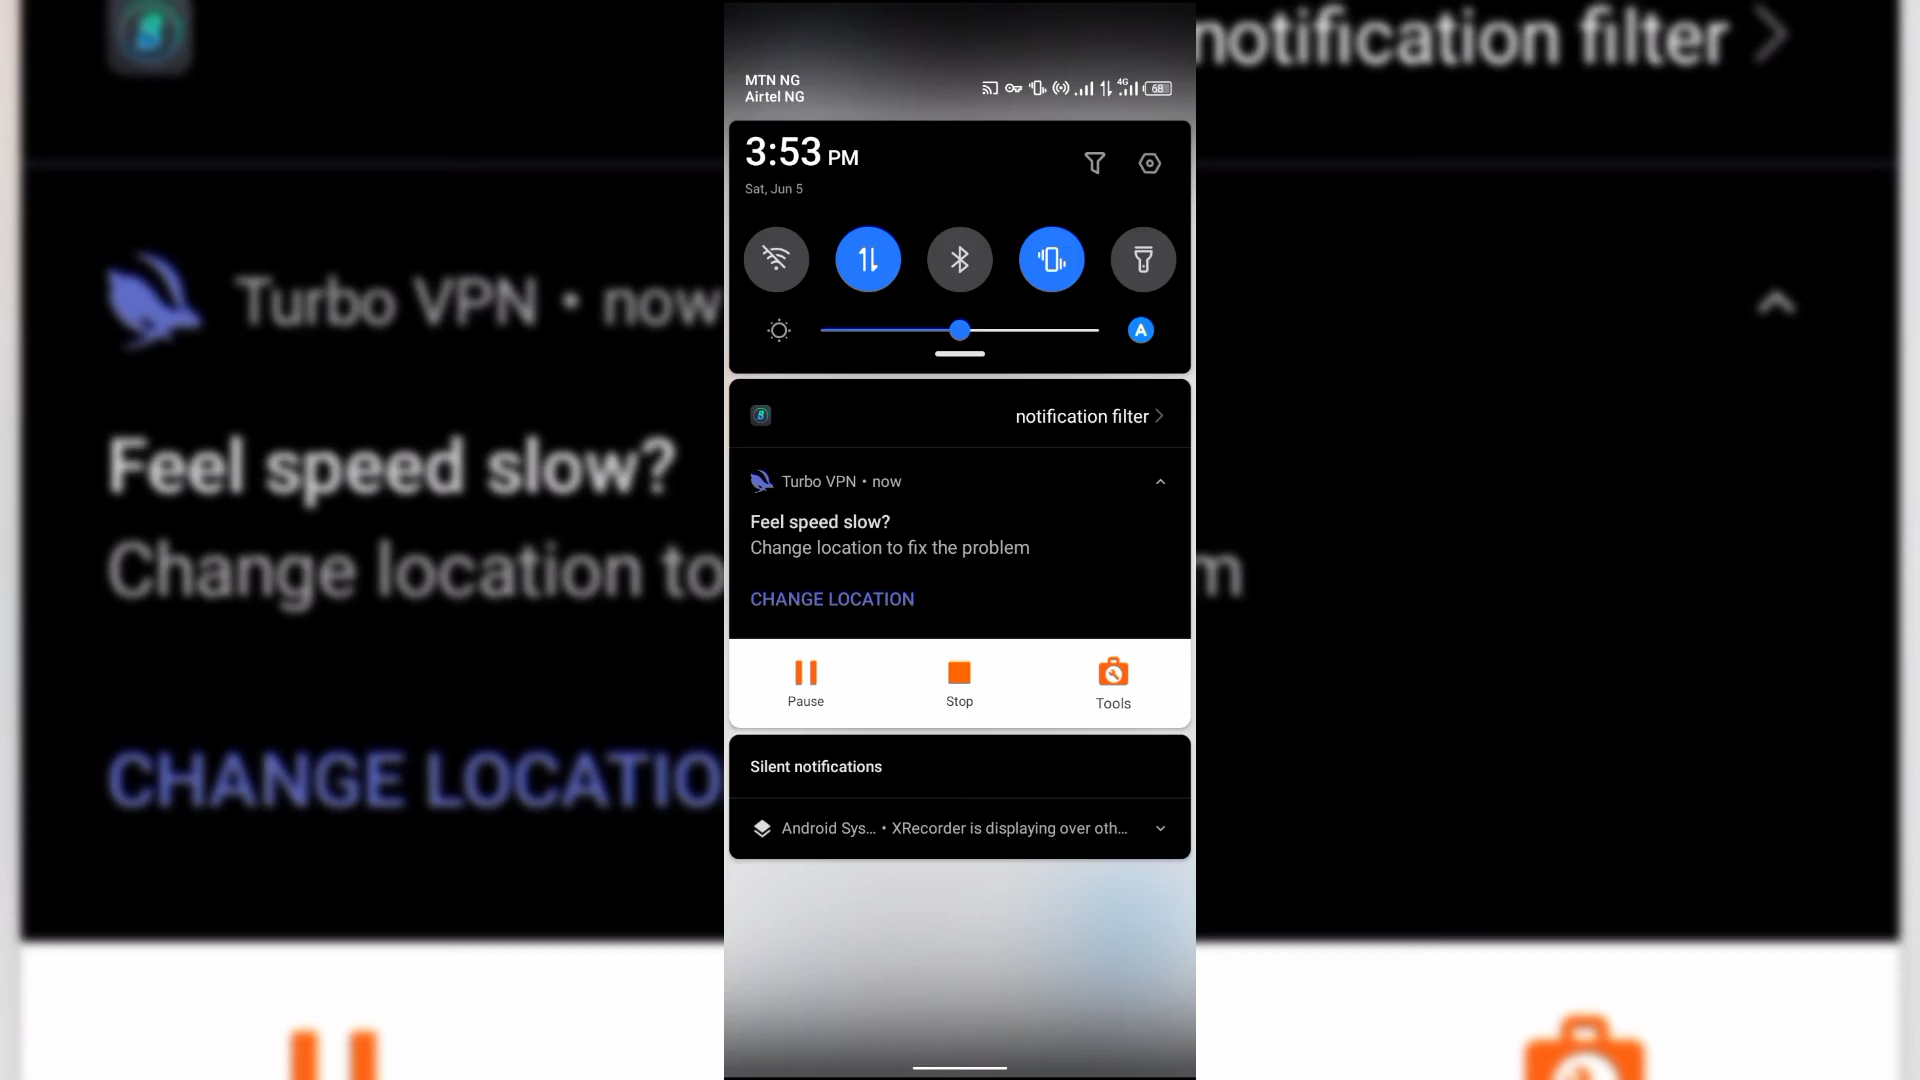 MTN NG
Airtel NG
4G
68
3:53 PM
Sat, Jun 5
A
notification filter
Turbo VPN • now
Feel speed slow?
Change location to fix the problem
CHANGE LOCATION
Pause
Stop
Tools
Silent notifications
Android Sys... • XRecorder is displaying over oth...
notification filter
Turbo VPN • now
Feel speed slow?
Change location to
m
CHANGE LOCATIO